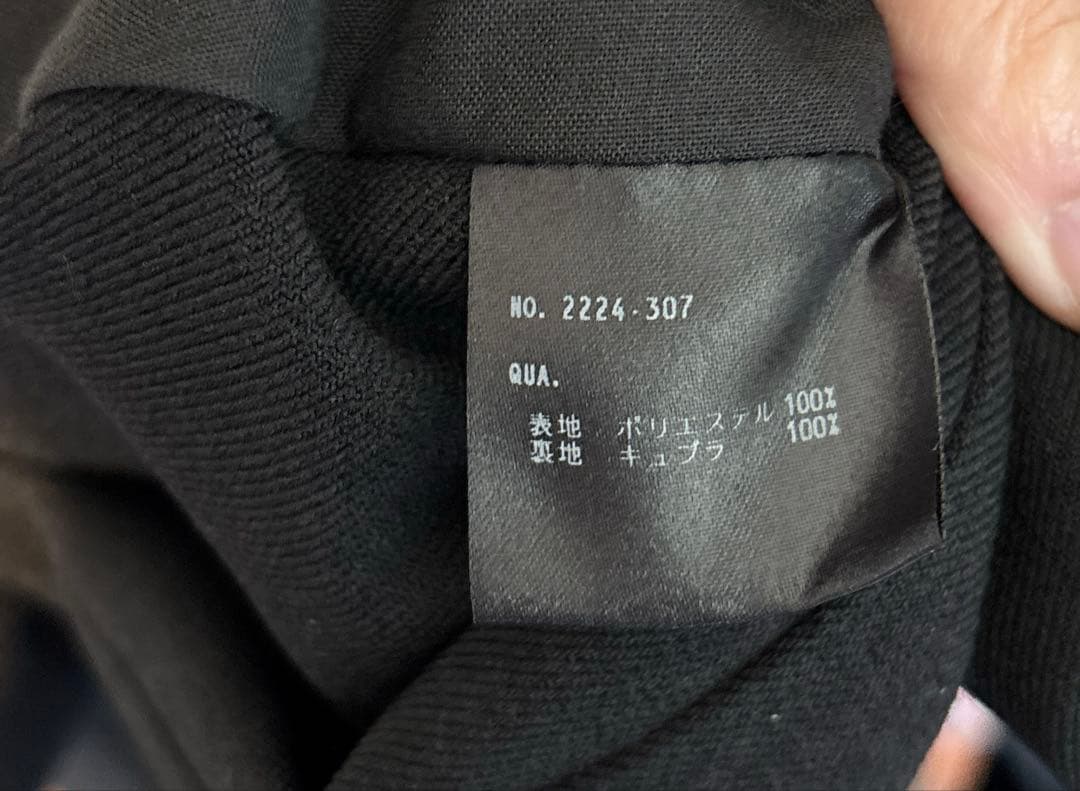 NO. 2224-307
QUA.
表地 ポリエステル 100%
裏地 キュプラ 100%